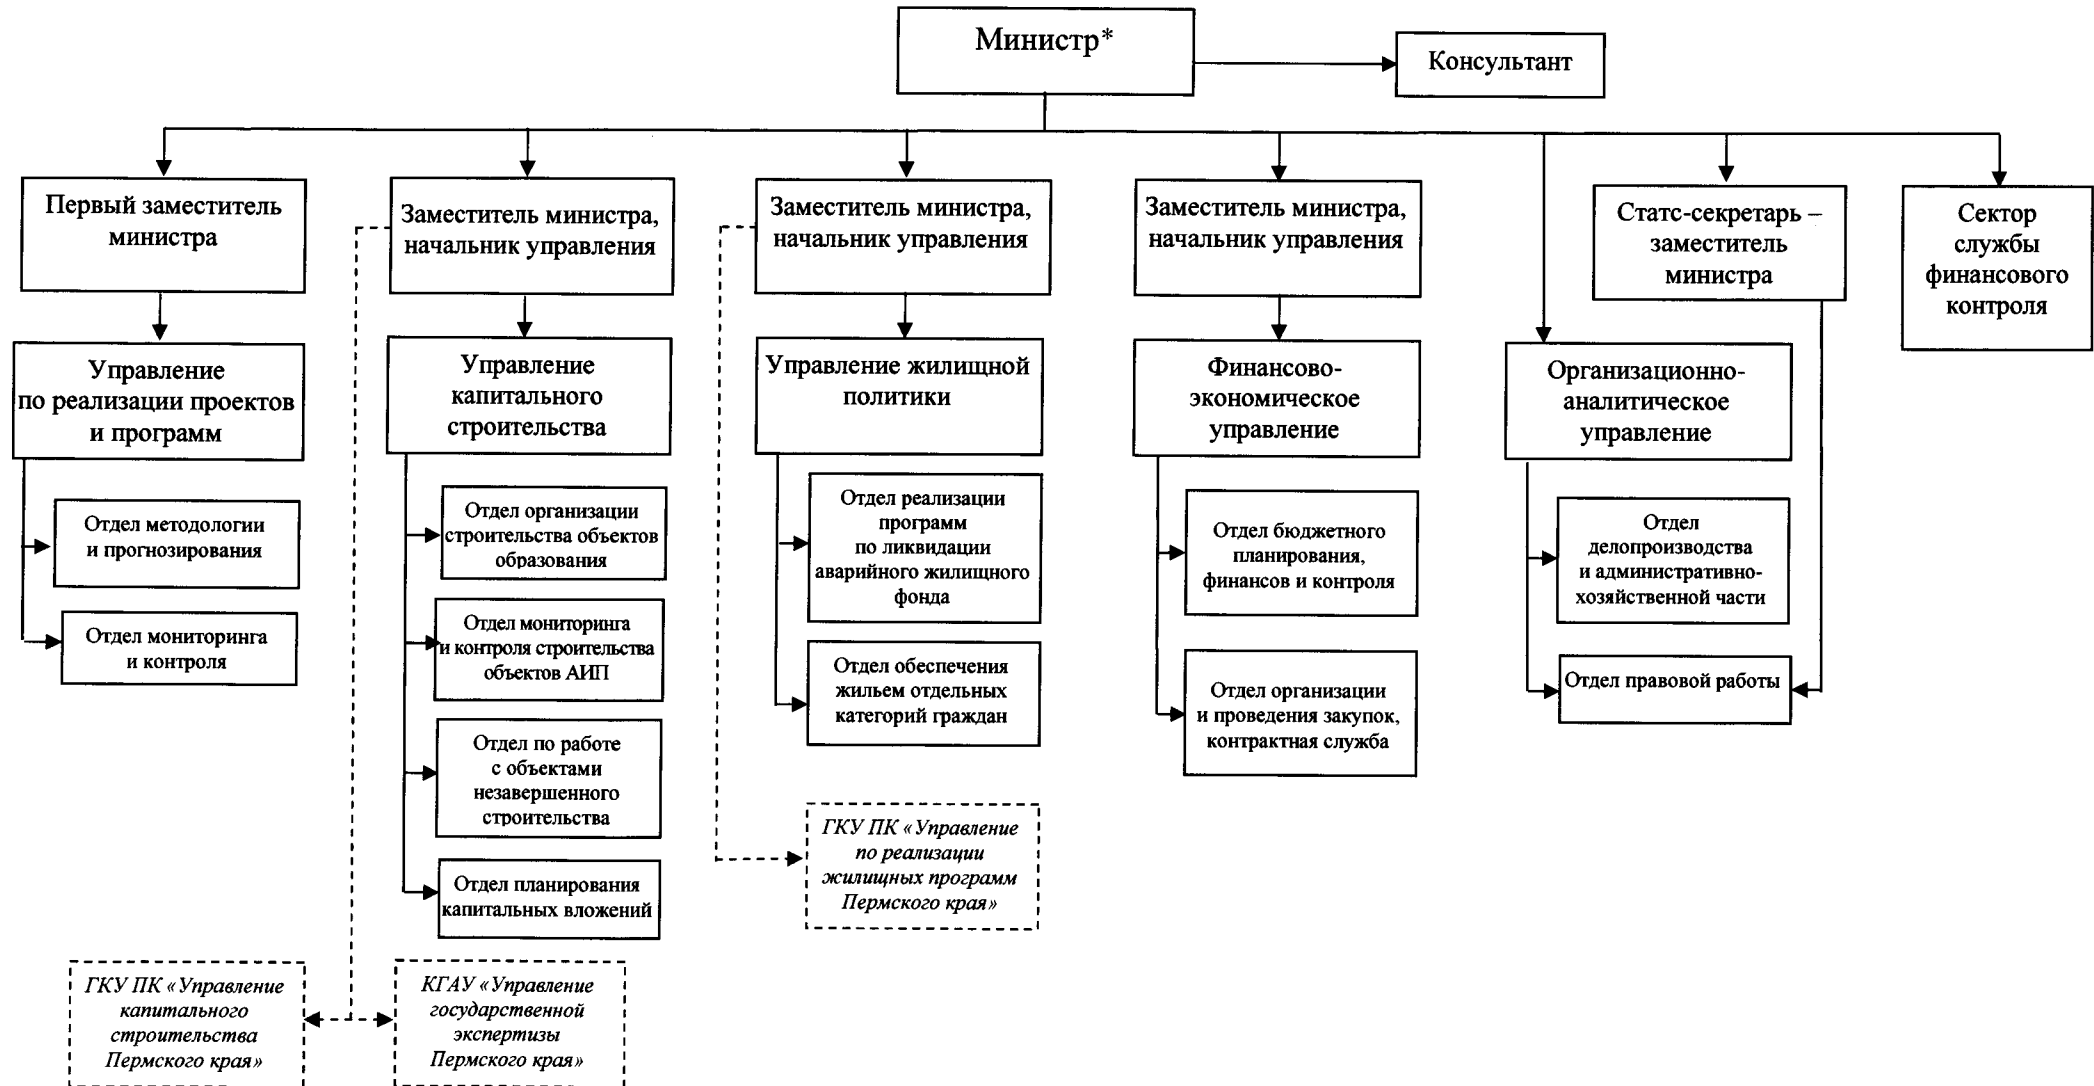 Министр*
Консультант
Первый заместитель
министра
Заместитель министра,
начальник управления
Заместитель министра,
начальник управления
Заместитель министра,
начальник управления
Статс-секретарь –
заместитель
министра
Сектор
службы
финансового
контроля
Управление
по реализации проектов
и программ
Управление
капитального
строительства
Управление жилищной
политики
Финансово-
экономическое
управление
Организационно-
аналитическое
управление
Отдел методологии
и прогнозирования
Отдел мониторинга
и контроля
Отдел организации
строительства объектов
образования
Отдел мониторинга
и контроля строительства
объектов АИП
Отдел по работе
с объектами
незавершенного
строительства
Отдел планирования
капитальных вложений
Отдел реализации
программ
по ликвидации
аварийного жилищного
фонда
Отдел обеспечения
жильем отдельных
категорий граждан
Отдел бюджетного
планирования,
финансов и контроля
Отдел организации
и проведения закупок,
контрактная служба
Отдел
делопроизводства
и административно-
хозяйственной части
Отдел правовой работы
ГКУ ПК «Управление
по реализации
жилищных программ
Пермского края»
ГКУ ПК «Управление
капитального
строительства
Пермского края»
КГАУ «Управление
государственной
экспертизы
Пермского края»